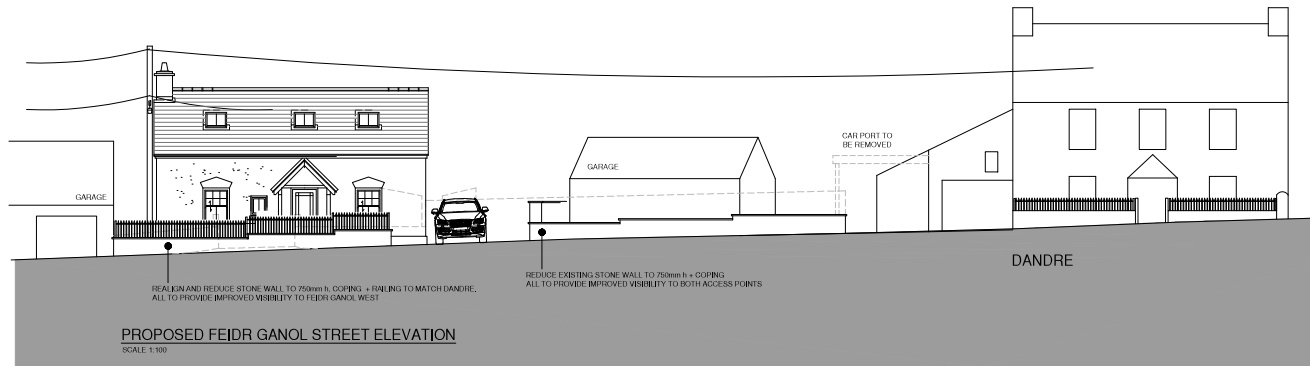 CAR PORT TO
BE REMOVED
GARAGE
GARAGE
DANDRE
REALIGN AND REDUCE STONE WALL TO 750mm h, COPING + RAILING TO MATCH DANDRE,
ALL TO PROVIDE IMPROVED VISIBILITY TO FEIDR GANOL WEST
REDUCE EXISTING STONE WALL TO 750mm h + COPING
ALL TO PROVIDE IMPROVED VISIBILITY TO BOTH ACCESS POINTS
PROPOSED FEIDR GANOL STREET ELEVATION
SCALE 1:100